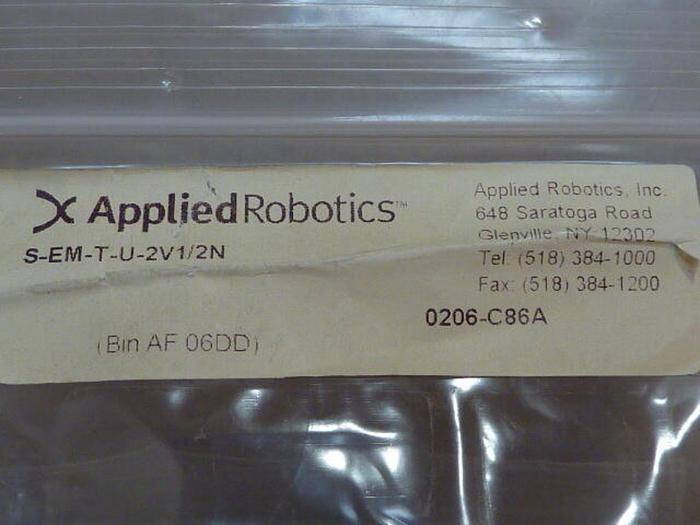 Applied Robotics™
S-EM-T-U-2V1/2N
(Bin AF 06DD)
Applied Robotics, Inc.
648 Saratoga Road
Glenville, NY 12302
Tel: (518) 384-1000
Fax: (518) 384-1200
0206-C86A